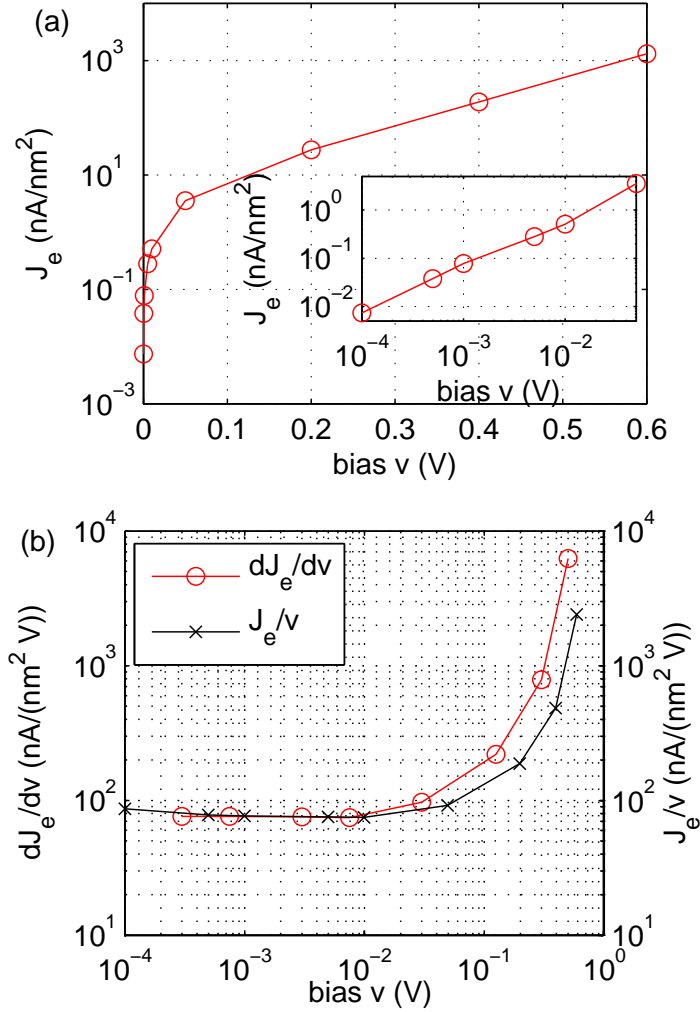 (a)
J_e (nA/nm^2)
10^3
10^1
10^−1
10^−3
0 0.1 0.2 0.3 0.4 0.5 0.6
bias v (V)
J_e (nA/nm^2)
10^0
10^−1
10^−2
10^−4 10^−3 10^−2
bias v (V)
(b)
dJ_e/dv (nA/(nm^2 V))
10^4
10^3
10^2
10^1
dJ_e/dv
J_e/v
10^4
10^3
10^2
10^1
J_e/v (nA/(nm^2 V))
10^−4 10^−3 10^−2 10^−1 10^0
bias v (V)